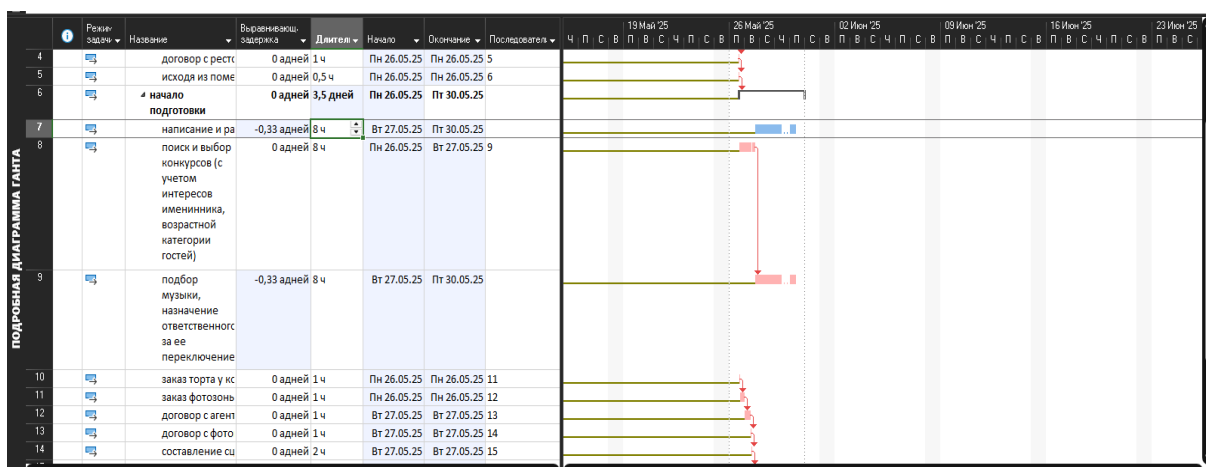 Режим задачи Название Выравнивающ. задержка Длител Начало Окончание Последовател
19 Май '25 26 Май '25 02 Июн '25 09 Июн '25 16 Июн '25 23 Июн '25
Ч П С В П В С Ч П С В П В С Ч П С В П В С Ч П С В П В С Ч П С В П В С Ч П С В П В С
4 договор с ресто 0 адней 1 ч Пн 26.05.25 Пн 26.05.25 5
5 исходя из поме 0 адней 0,5 ч Пн 26.05.25 Пн 26.05.25 6
6 начало подготовки 0 адней 3,5 дней Пн 26.05.25 Пт 30.05.25
7 написание и ра -0,33 адней 8 ч Вт 27.05.25 Пт 30.05.25
8 поиск и выбор 0 адней 8 ч Пн 26.05.25 Вт 27.05.25 9
конкурсов (с
учетом
интересов
именинника,
возрастной
категории
гостей)
9 подбор -0,33 адней 8 ч Вт 27.05.25 Пт 30.05.25
музыки,
назначение
ответственного
за ее
переключение
10 заказ торта у ко 0 адней 1 ч Пн 26.05.25 Пн 26.05.25 11
11 заказ фотозонь 0 адней 1 ч Пн 26.05.25 Пн 26.05.25 12
12 договор с агент 0 адней 1 ч Вт 27.05.25 Вт 27.05.25 13
13 договор с фото 0 адней 1 ч Вт 27.05.25 Вт 27.05.25 14
14 составление сц 0 адней 2 ч Вт 27.05.25 Вт 27.05.25 15
ПОДРОБНАЯ ДИАГРАММА ГАНТА